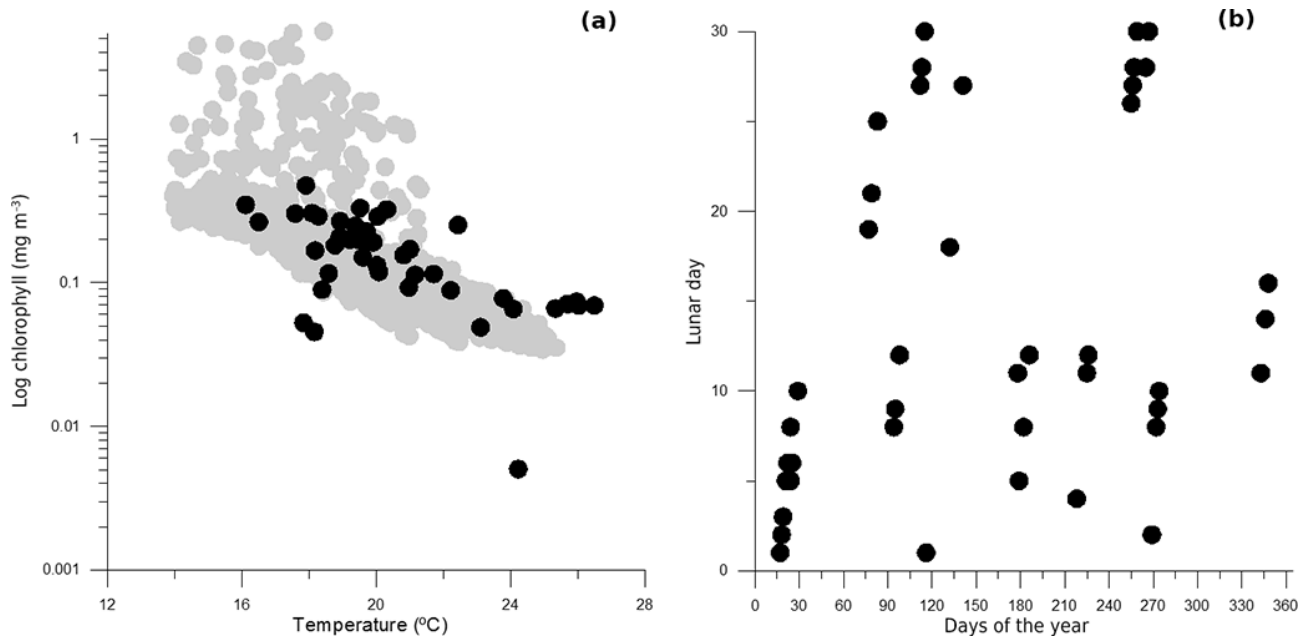 (a)
1
0.1
0.01
0.001
12 16 20 24 28
Log chlorophyll (mg m⁻³)
Temperature (ºC)
(b)
30
20
10
0
0 30 60 90 120 150 180 210 240 270 300 330 360
Lunar day
Days of the year